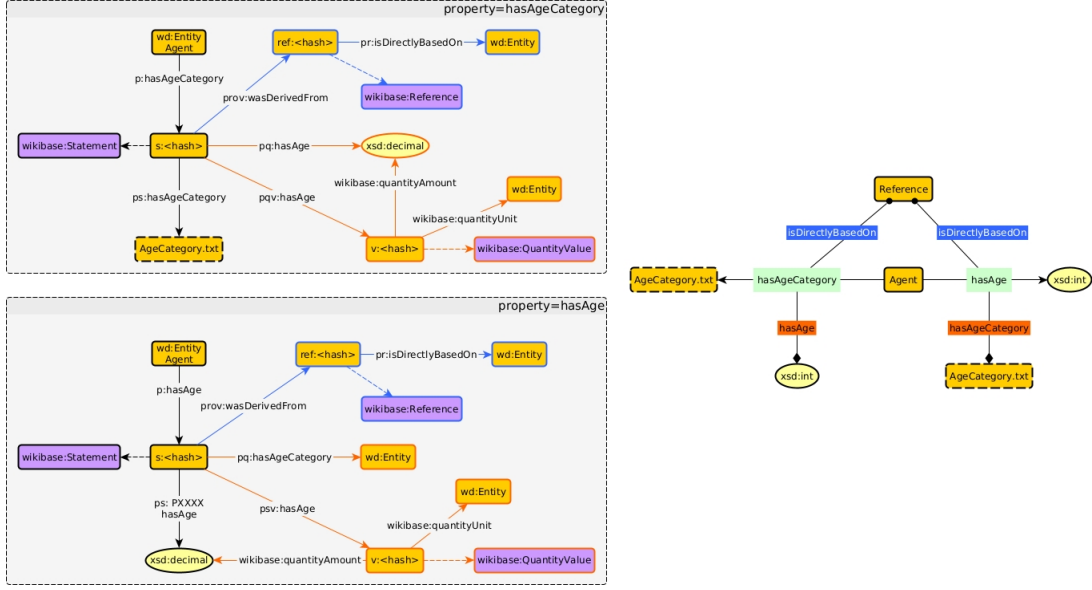 property=hasAgeCategory
wd:Entity
Agent
ref:<hash>
pr:isDirectlyBasedOn
wd:Entity
p:hasAgeCategory
prov:wasDerivedFrom
wikibase:Reference
wikibase:Statement
s:<hash>
pq:hasAge
xsd:decimal
wikibase:quantityAmount
ps:hasAgeCategory
pqv:hasAge
wd:Entity
wikibase:quantityUnit
AgeCategory.txt
v:<hash>
wikibase:QuantityValue
property=hasAge
wd:Entity
Agent
ref:<hash>
pr:isDirectlyBasedOn
wd:Entity
p:hasAge
prov:wasDerivedFrom
wikibase:Reference
wikibase:Statement
s:<hash>
pq:hasAgeCategory
wd:Entity
ps: PXXXX
hasAge
psv:hasAge
wd:Entity
wikibase:quantityUnit
xsd:decimal
wikibase:quantityAmount
v:<hash>
wikibase:QuantityValue
Reference
isDirectlyBasedOn
isDirectlyBasedOn
AgeCategory.txt
hasAgeCategory
Agent
hasAge
xsd:int
hasAge
hasAgeCategory
xsd:int
AgeCategory.txt